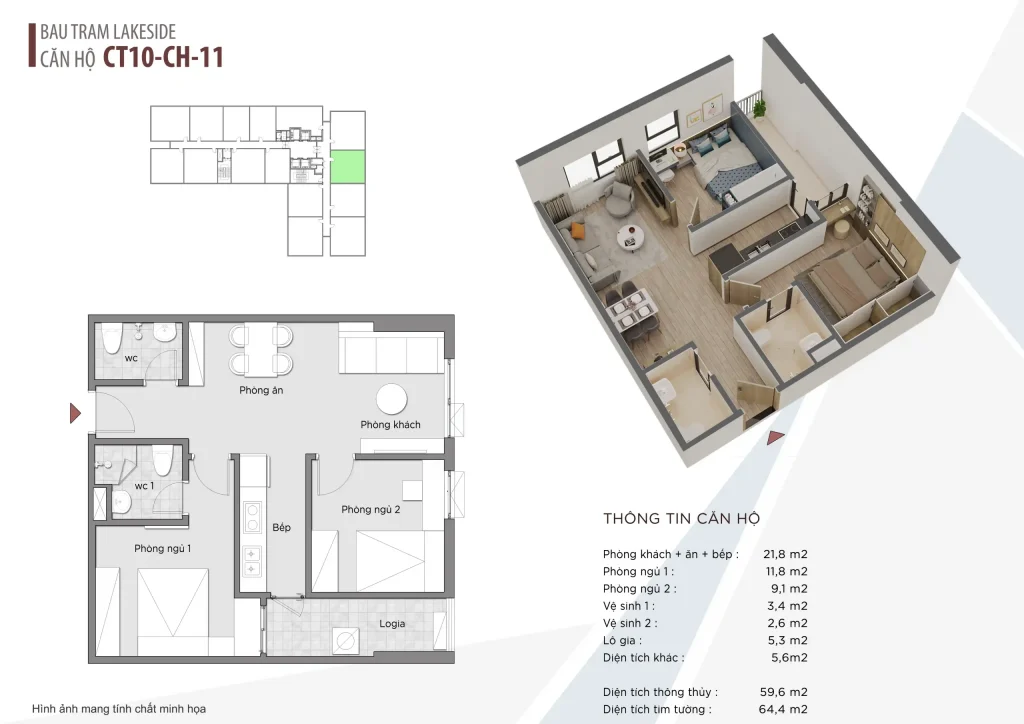 BAU TRAM LAKESIDE
CĂN HỘ CT10-CH-11
wc
Phòng ăn
Phòng khách
wc 1
Phòng ngủ 2
Bếp
Phòng ngủ 1
Logia
THÔNG TIN CĂN HỘ
Phòng khách + ăn + bếp : 21,8 m2
Phòng ngủ 1 : 11,8 m2
Phòng ngủ 2 : 9,1 m2
Vệ sinh 1 : 3,4 m2
Vệ sinh 2 : 2,6 m2
Lô gia : 5,3 m2
Diện tích khác : 5,6m2
Diện tích thông thủy : 59,6 m2
Diện tích tim tường : 64,4 m2
Hình ảnh mang tính chất minh họa